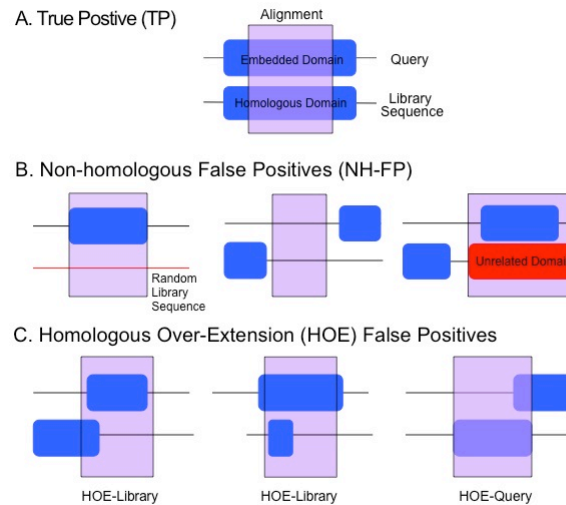 A. True Postive (TP)
Alignment
Embedded Domain
Query
Homologous Domain
Library
Sequence
B. Non-homologous False Positives (NH-FP)
Random
Library
Sequence
Unrelated Domain
C. Homologous Over-Extension (HOE) False Positives
HOE-Library
HOE-Library
HOE-Query